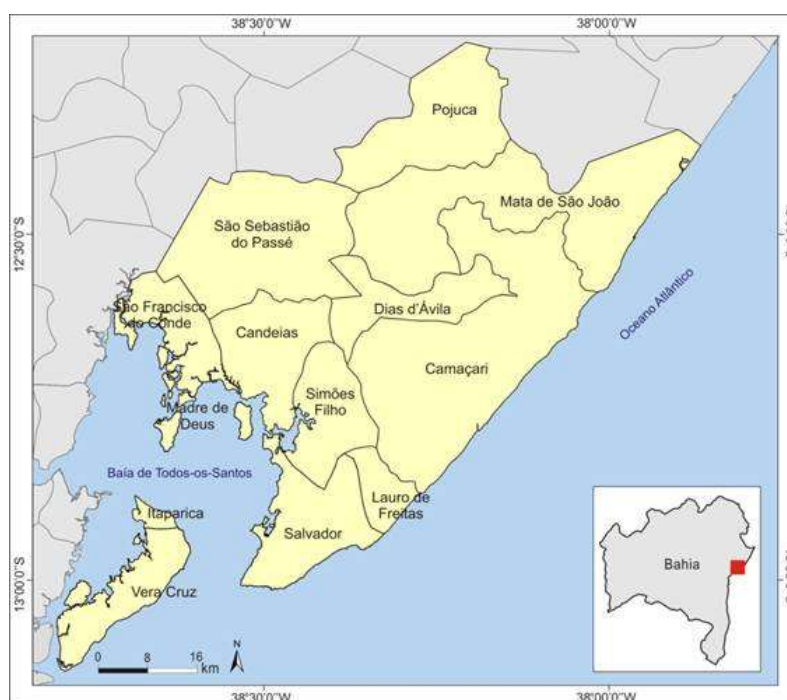 38°30'0"W
38°00'0"W
Pojuca
Mata de São João
São Sebastião
do Passé
12°30'0"S
São Francisco
do Conde
Dias d'Ávila
Oceano Atlântico
Candeias
Camaçari
Simões
Filho
Madre de
Deus
Baía de Todos-os-Santos
Lauro de
Freitas
Itaparica
Salvador
Bahia
13°00'0"S
Vera Cruz
N
0
8
16
km
38°30'0"W
38°00'0"W